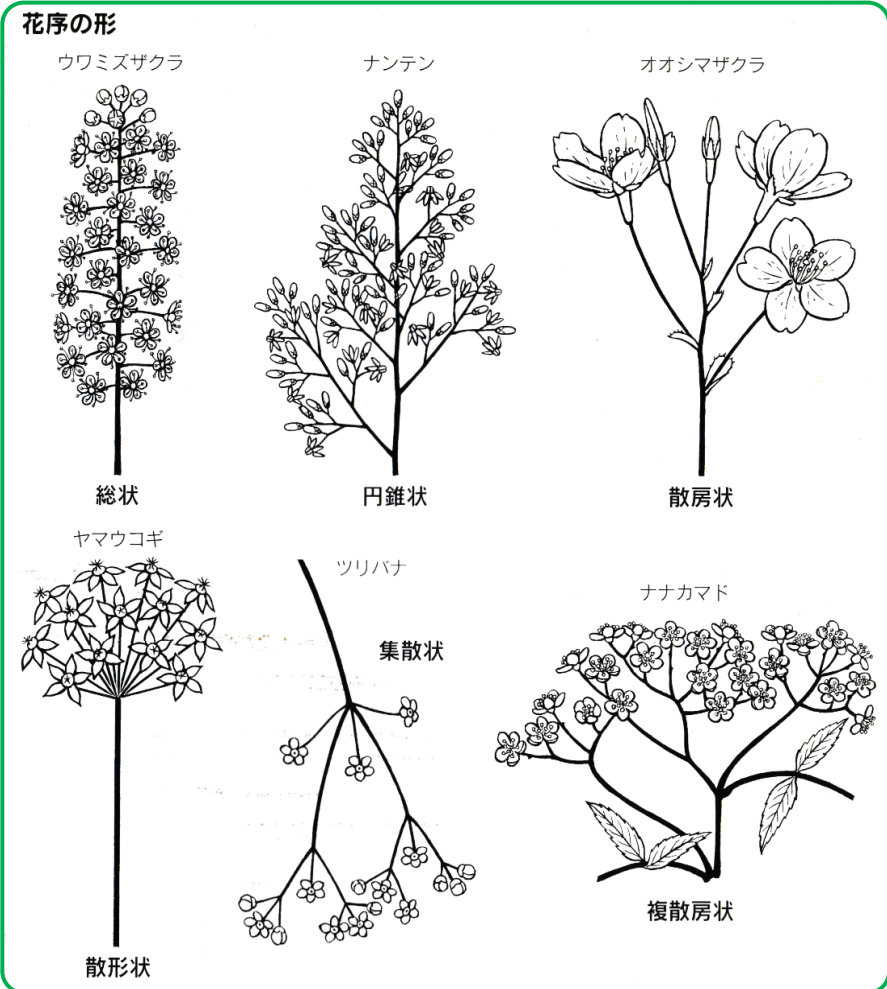 花序の形
ウワミズザクラ
ナンテン
オオシマザクラ
総状
円錐状
散房状
ヤマウコギ
ツリバナ
ナナカマド
集散状
複散房状
散形状